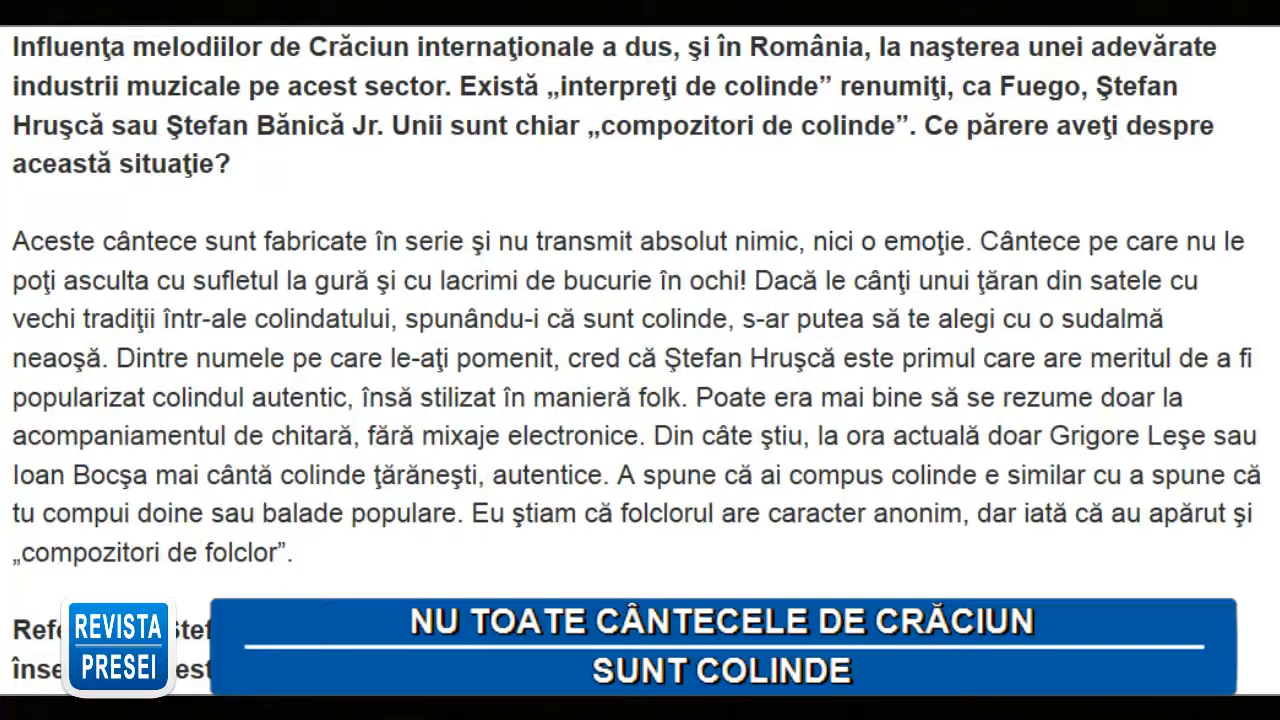 Influenţa melodiilor de Crăciun internaţionale a dus, şi în România, la naşterea unei adevărate
industrii muzicale pe acest sector. Există „interpreţi de colinde” renumiţi, ca Fuego, Ştefan
Hruşcă sau Ştefan Bănică Jr. Unii sunt chiar „compozitori de colinde”. Ce părere aveţi despre
această situaţie?
Aceste cântece sunt fabricate în serie şi nu transmit absolut nimic, nici o emoţie. Cântece pe care nu le
poţi asculta cu sufletul la gură şi cu lacrimi de bucurie în ochi! Dacă le cânţi unui ţăran din satele cu
vechi tradiţii într-ale colindatului, spunându-i că sunt colinde, s-ar putea să te alegi cu o sudalmă
neaoşă. Dintre numele pe care le-aţi pomenit, cred că Ştefan Hruşcă este primul care are meritul de a fi
popularizat colindul autentic, însă stilizat în manieră folk. Poate era mai bine să se rezume doar la
acompaniamentul de chitară, fără mixaje electronice. Din câte ştiu, la ora actuală doar Grigore Leşe sau
Ioan Bocşa mai cântă colinde ţărăneşti, autentice. A spune că ai compus colinde e similar cu a spune că
tu compui doine sau balade populare. Eu ştiam că folclorul are caracter anonim, dar iată că au apărut şi
„compozitori de folclor”.
REVISTA
PRESEI
NU TOATE CÂNTECELE DE CRĂCIUN
SUNT COLINDE